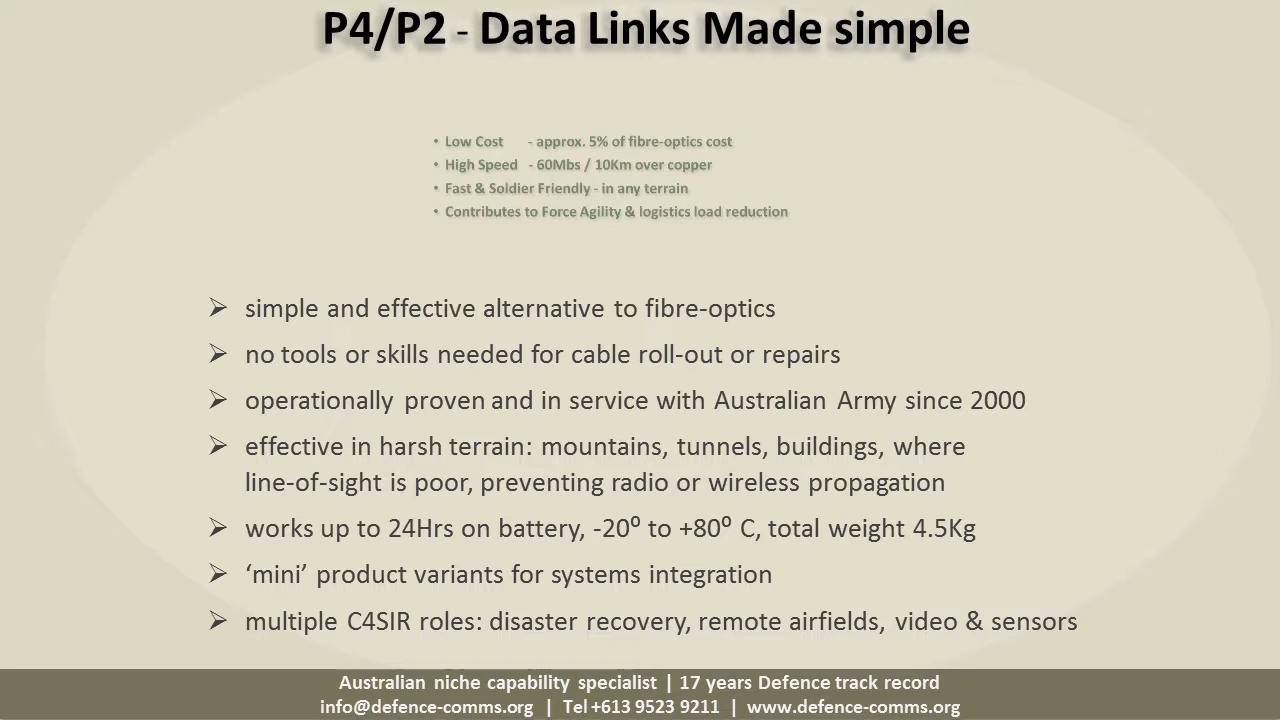 P4/P2 - Data Links Made simple
• Low Cost - approx. 5% of fibre-optics cost
• High Speed - 60Mbs / 10Km over copper
• Fast & Soldier Friendly - in any terrain
• Contributes to Force Agility & logistics load reduction
➢ simple and effective alternative to fibre-optics
➢ no tools or skills needed for cable roll-out or repairs
➢ operationally proven and in service with Australian Army since 2000
➢ effective in harsh terrain: mountains, tunnels, buildings, where
line-of-sight is poor, preventing radio or wireless propagation
➢ works up to 24Hrs on battery, -20⁰ to +80⁰ C, total weight 4.5Kg
➢ ‘mini’ product variants for systems integration
➢ multiple C4SIR roles: disaster recovery, remote airfields, video & sensors
Australian niche capability specialist | 17 years Defence track record
info@defence-comms.org | Tel +613 9523 9211 | www.defence-comms.org